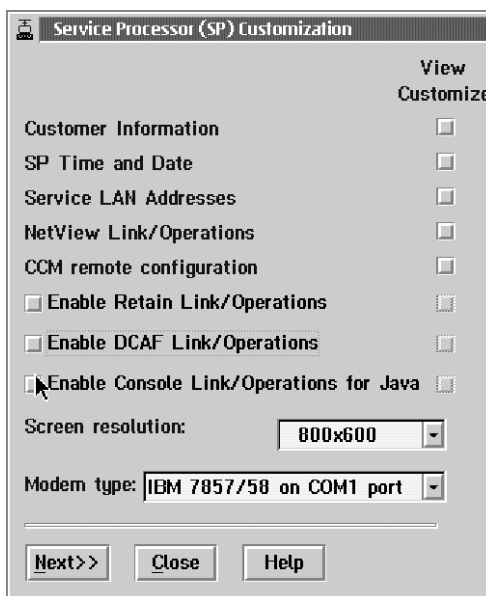 Service Processor (SP) Customization
View
Customize
Customer Information
SP Time and Date
Service LAN Addresses
NetView Link/Operations
CCM remote configuration
Enable Retain Link/Operations
Enable DCAF Link/Operations
Enable Console Link/Operations for Java
Screen resolution: 800x600
Modem type: IBM 7857/58 on COM1 port
Next>> Close Help